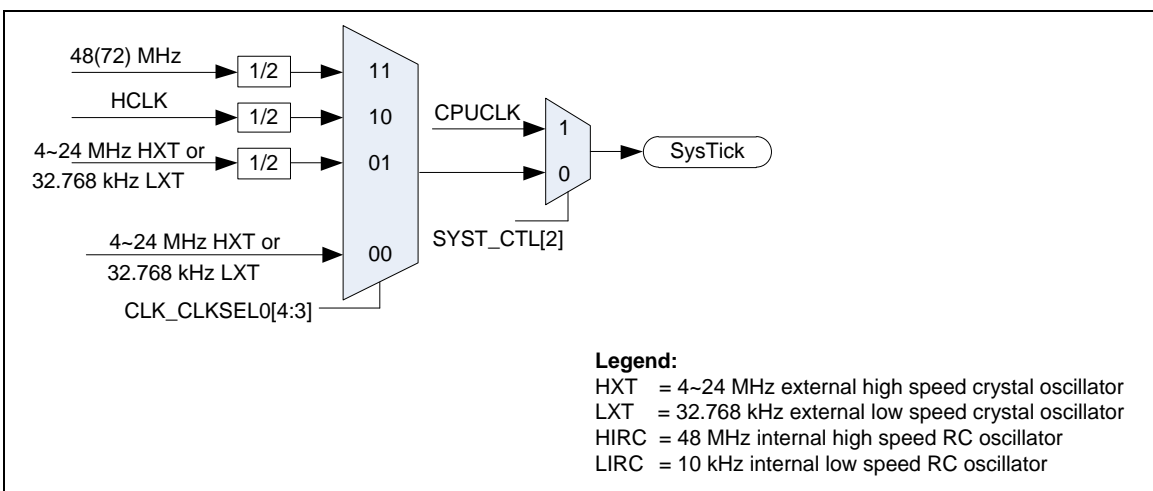 48(72) MHz
1/2
11
HCLK
1/2
10
CPUCLK
1
4~24 MHz HXT or
32.768 kHz LXT
1/2
01
0
SysTick
SYST_CTL[2]
4~24 MHz HXT or
32.768 kHz LXT
00
CLK_CLKSEL0[4:3]
Legend:
HXT = 4~24 MHz external high speed crystal oscillator
LXT = 32.768 kHz external low speed crystal oscillator
HIRC = 48 MHz internal high speed RC oscillator
LIRC = 10 kHz internal low speed RC oscillator